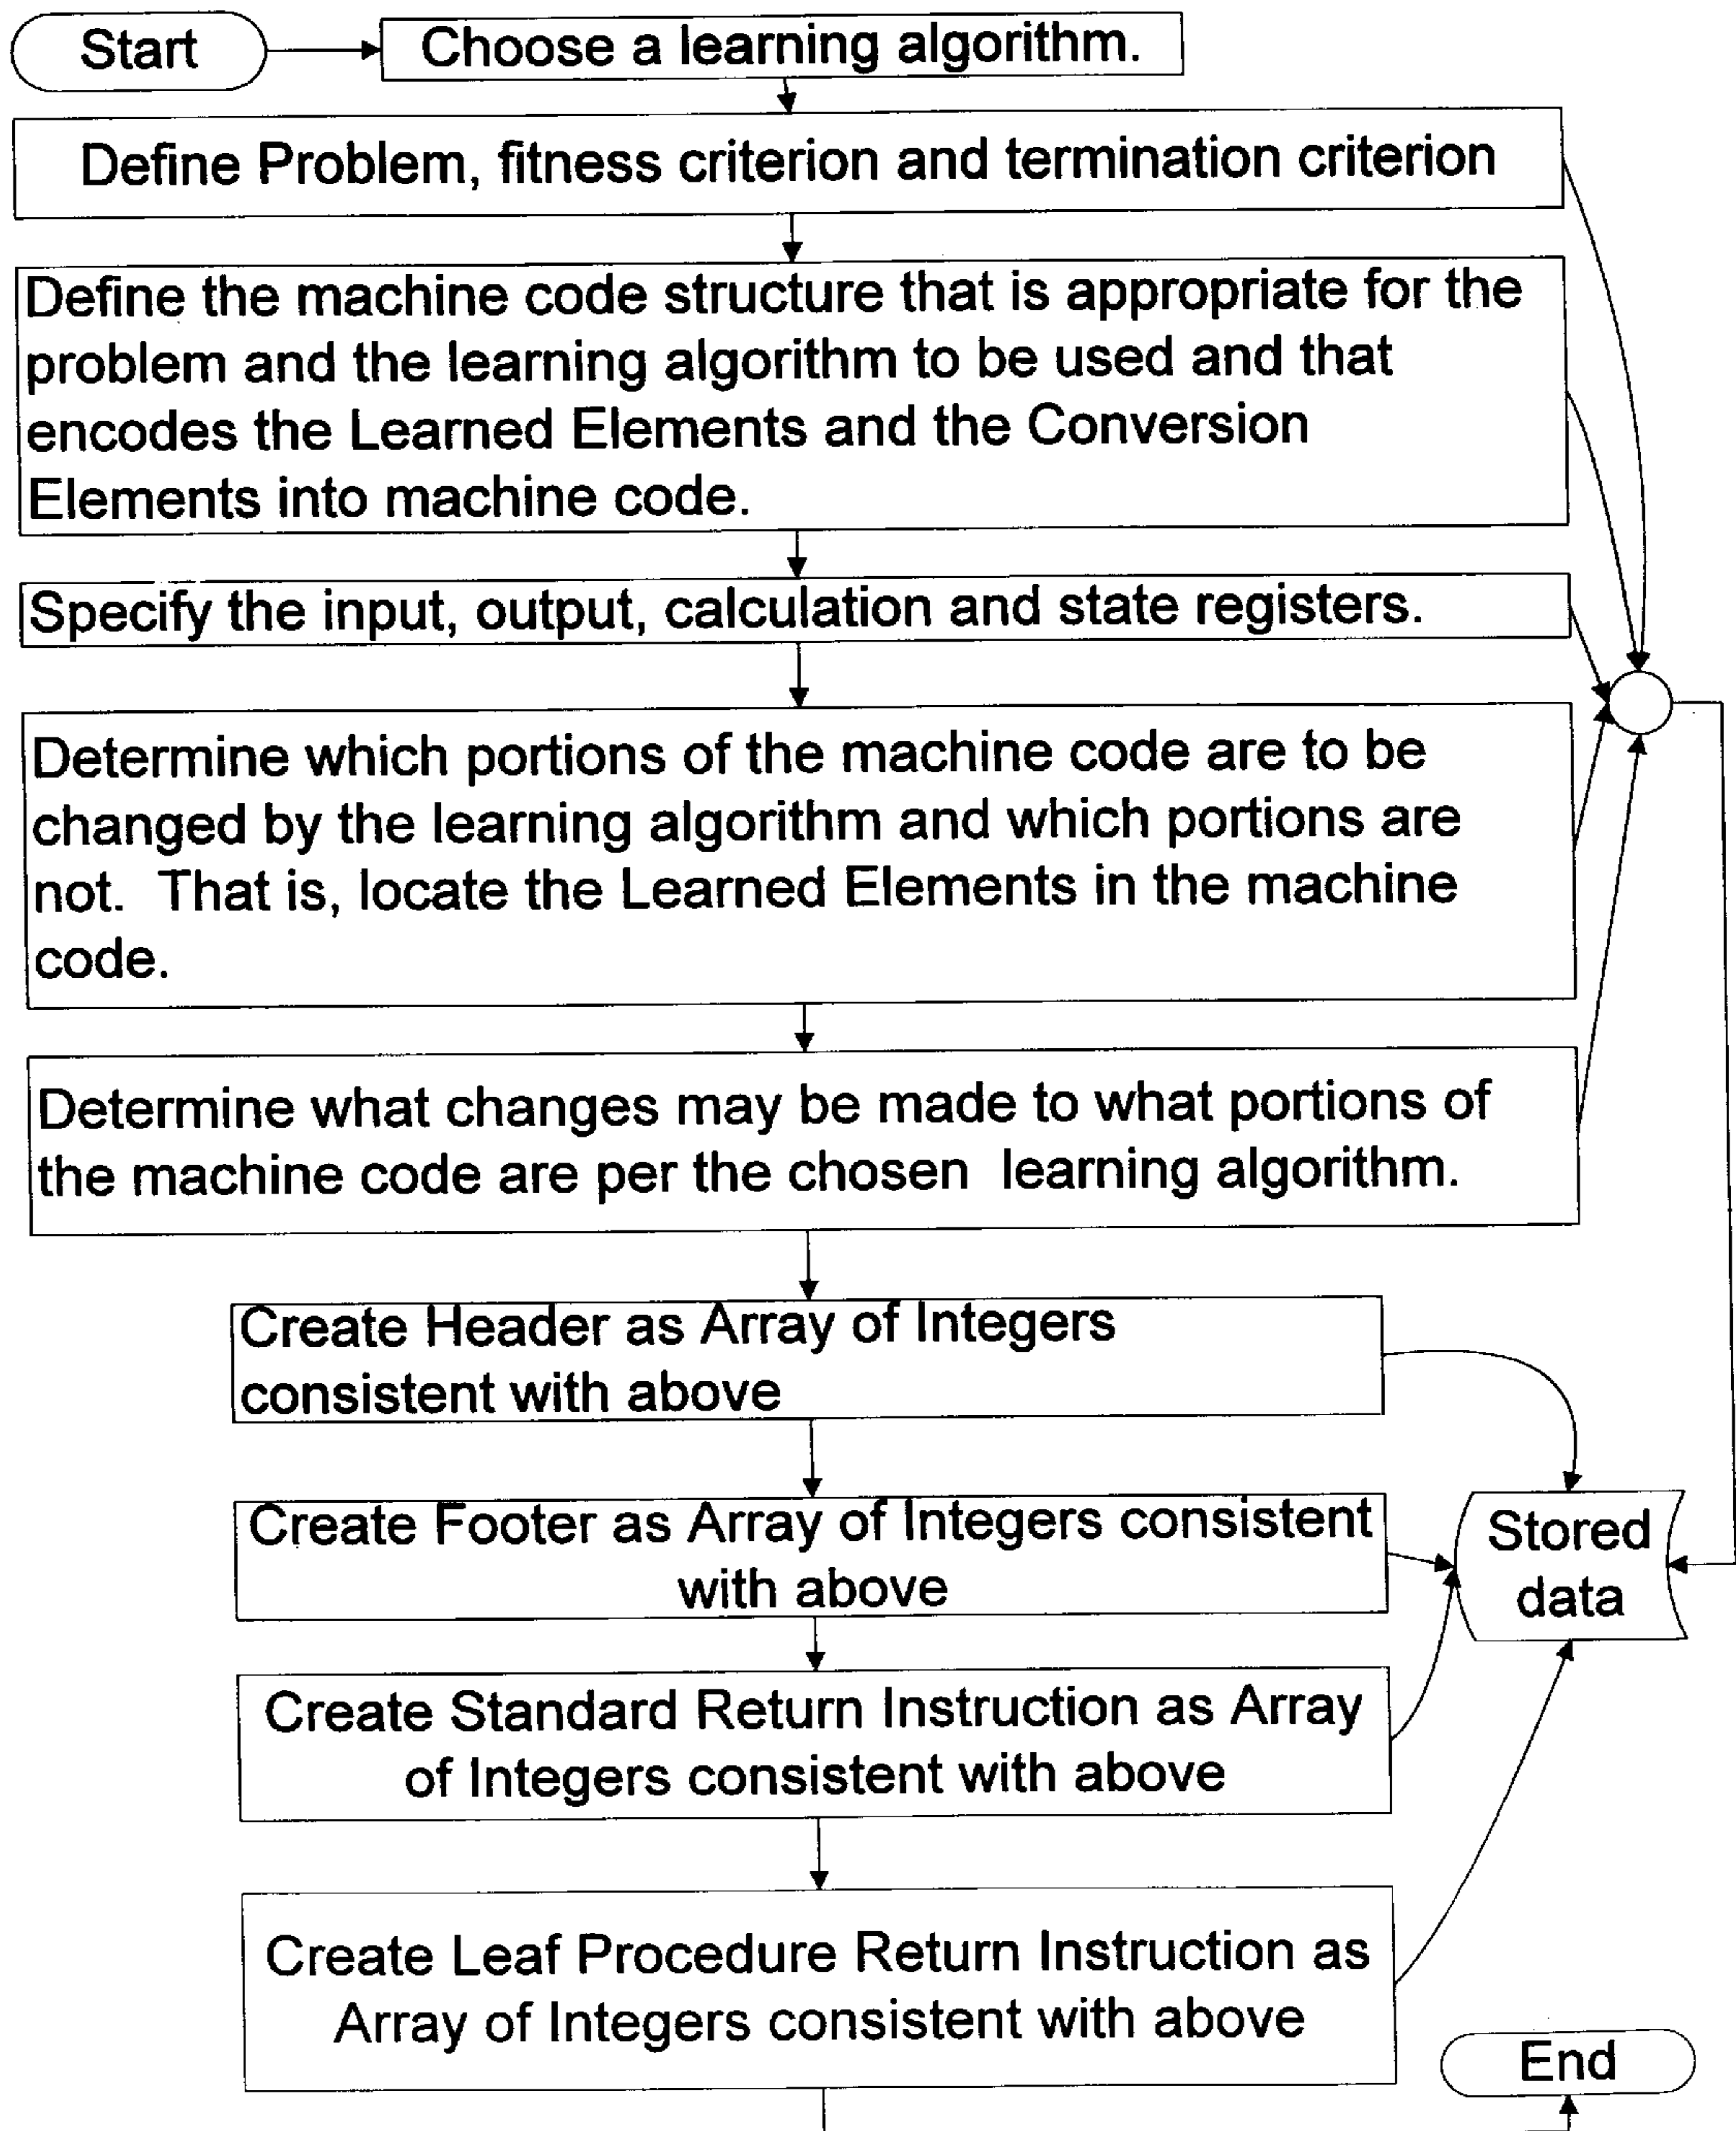 Start
Choose a learning algorithm.
Define Problem, fitness criterion and termination criterion
Define the machine code structure that is appropriate for the
problem and the learning algorithm to be used and that
encodes the Learned Elements and the Conversion
Elements into machine code.
Specify the input, output, calculation and state registers.
Determine which portions of the machine code are to be
changed by the learning algorithm and which portions are
not. That is, locate the Learned Elements in the machine
code.
Determine what changes may be made to what portions of
the machine code are per the chosen learning algorithm.
Create Header as Array of Integers
consistent with above
Create Footer as Array of Integers consistent
with above
Stored
data
Create Standard Return Instruction as Array
of Integers consistent with above
Create Leaf Procedure Return Instruction as
Array of Integers consistent with above
End